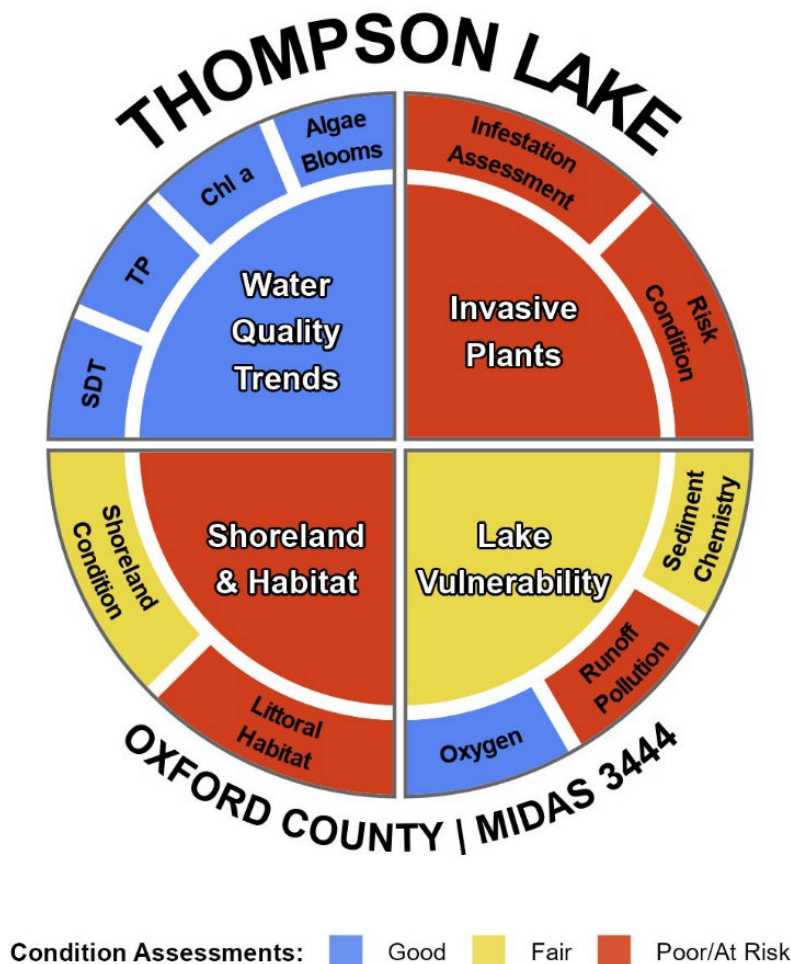 THOMPSON LAKE
Algae
Blooms
Chl a
TP
SDT
Water
Quality
Trends
Infestation
Assessment
Risk
Condition
Invasive
Plants
Shoreland
Condition
Littoral
Habitat
Shoreland
& Habitat
Lake
Vulnerability
Sediment
Chemistry
Runoff
Pollution
Oxygen
OXFORD COUNTY | MIDAS 3444
Condition Assessments: Good Fair Poor/At Risk